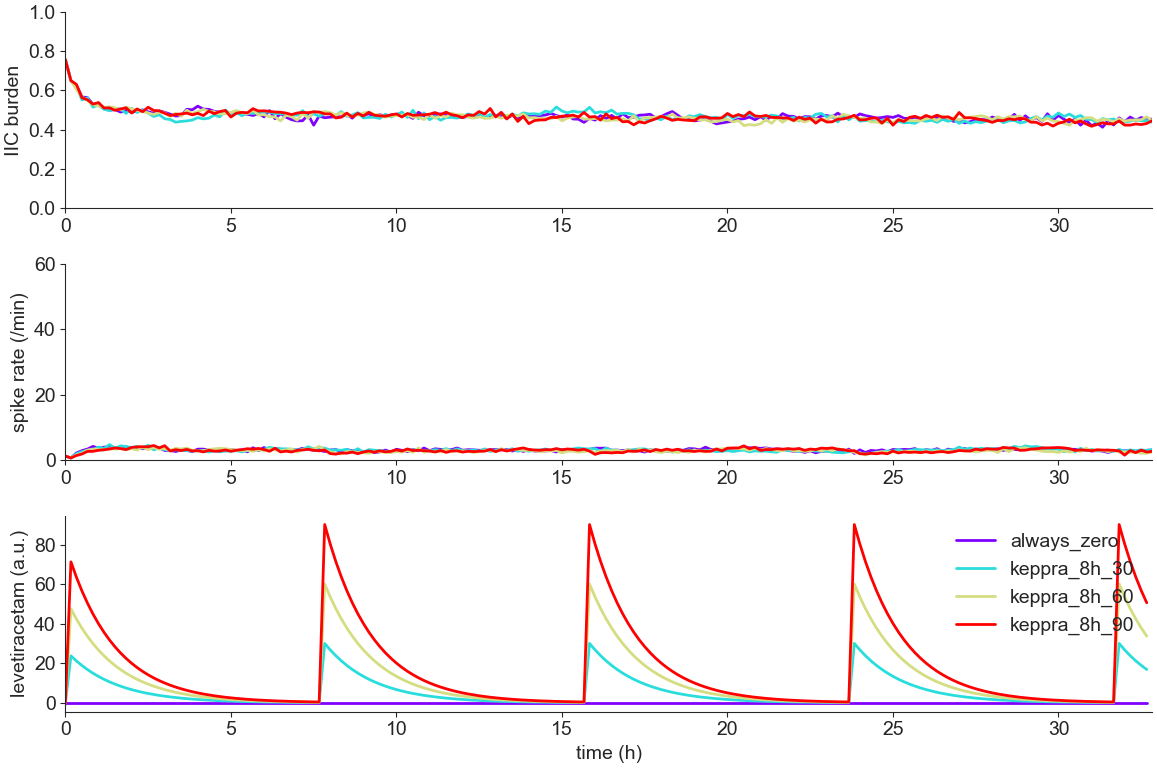 IIC burden
1.0
0.8
0.6
0.4
0.2
0.0
0 5 10 15 20 25 30
spike rate (/min)
60
40
20
0
0 5 10 15 20 25 30
levetiracetam (a.u.)
80
60
40
20
0
always_zero
keppra_8h_30
keppra_8h_60
keppra_8h_90
0 5 10 15 20 25 30
time (h)